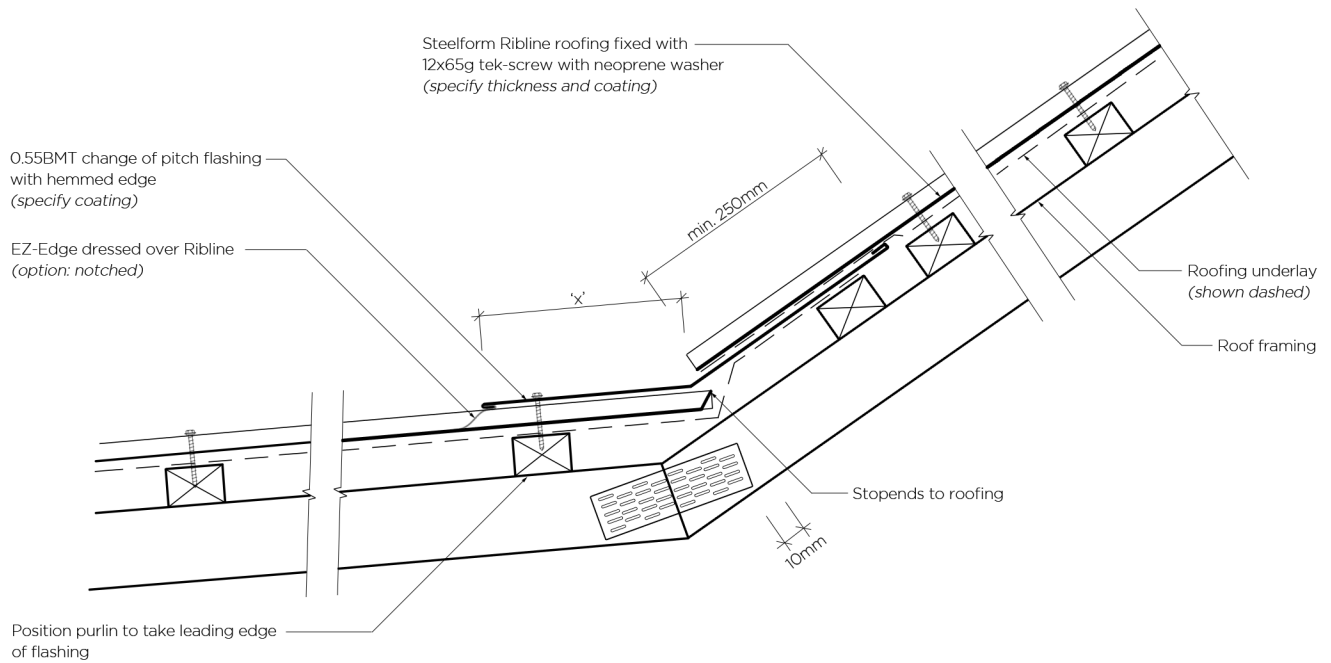 Steelform Ribline roofing fixed with
12x65g tek-screw with neoprene washer
(specify thickness and coating)
0.55BMT change of pitch flashing
with hemmed edge
(specify coating)
EZ-Edge dressed over Ribline
(option: notched)
min. 250mm
'x'
Roofing underlay
(shown dashed)
Roof framing
Stopends to roofing
10mm
Position purlin to take leading edge
of flashing